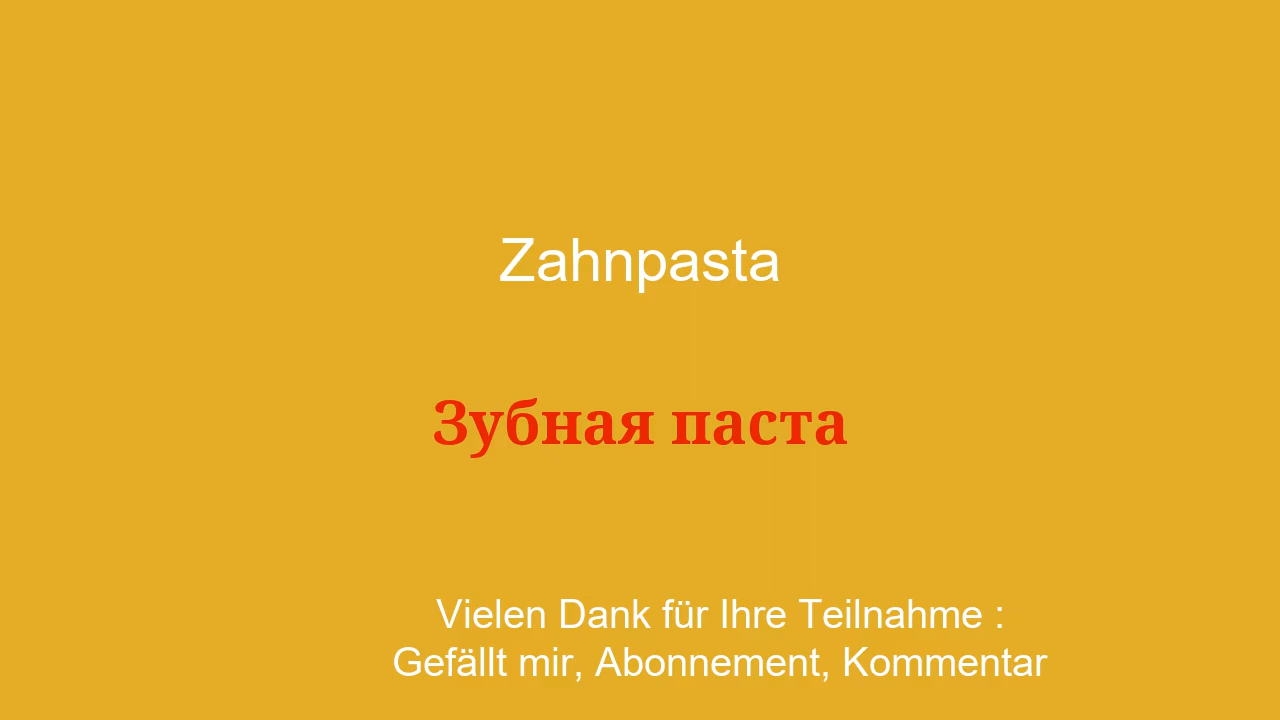 Zahnpasta
Зубная паста
Vielen Dank für Ihre Teilnahme :
Gefällt mir, Abonnement, Kommentar